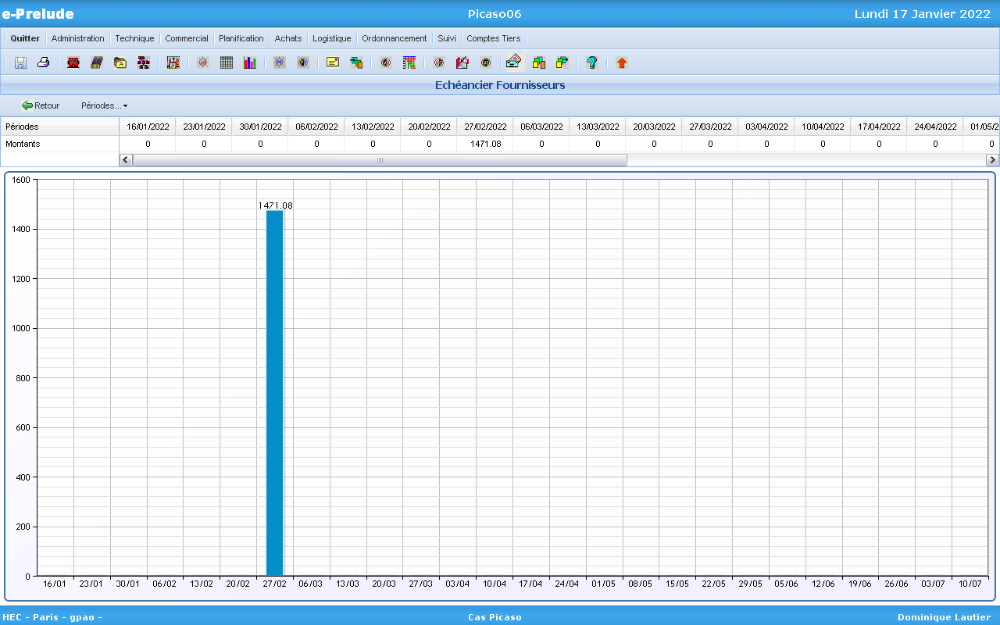 e-Prelude Picaso06 Lundi 17 Janvier 2022
Quitter Administration Technique Commercial Planification Achats Logistique Ordonnancement Suivi Comptes Tiers
Echéancier Fournisseurs
Retour Périodes...
Périodes 16/01/2022 23/01/2022 30/01/2022 06/02/2022 13/02/2022 20/02/2022 27/02/2022 06/03/2022 13/03/2022 20/03/2022 27/03/2022 03/04/2022 10/04/2022 17/04/2022 24/04/2022 01/05/2
Montants 0 0 0 0 0 0 1471.08 0 0 0 0 0 0 0 0 0
1600
1471.08
1400
1200
1000
800
600
400
200
0
16/01 23/01 30/01 06/02 13/02 20/02 27/02 06/03 13/03 20/03 27/03 03/04 10/04 17/04 24/04 01/05 08/05 15/05 22/05 29/05 05/06 12/06 19/06 26/06 03/07 10/07
HEC - Paris - gpao - Cas Picaso Dominique Lautier